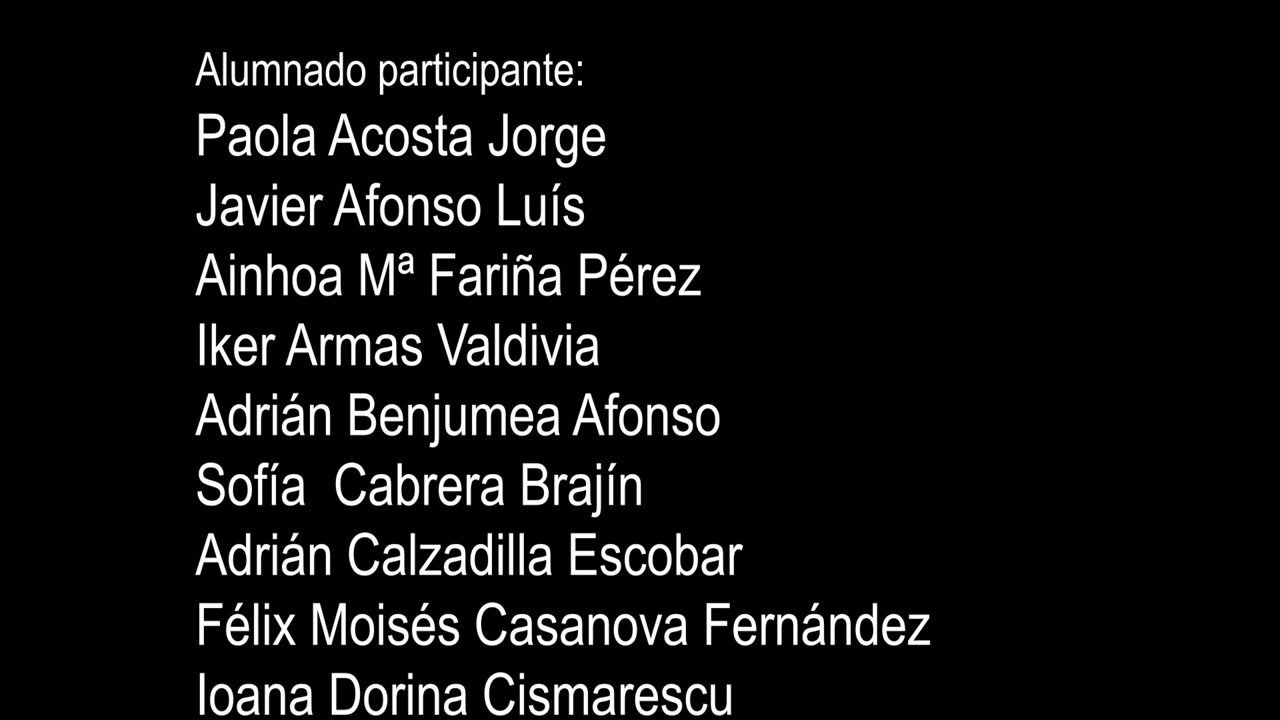 Alumnado participante:
Paola Acosta Jorge
Javier Afonso Luís
Ainhoa Mª Fariña Pérez
Iker Armas Valdivia
Adrián Benjumea Afonso
Sofía  Cabrera Brajín
Adrián Calzadilla Escobar
Félix Moisés Casanova Fernández
Ioana Dorina Cismarescu